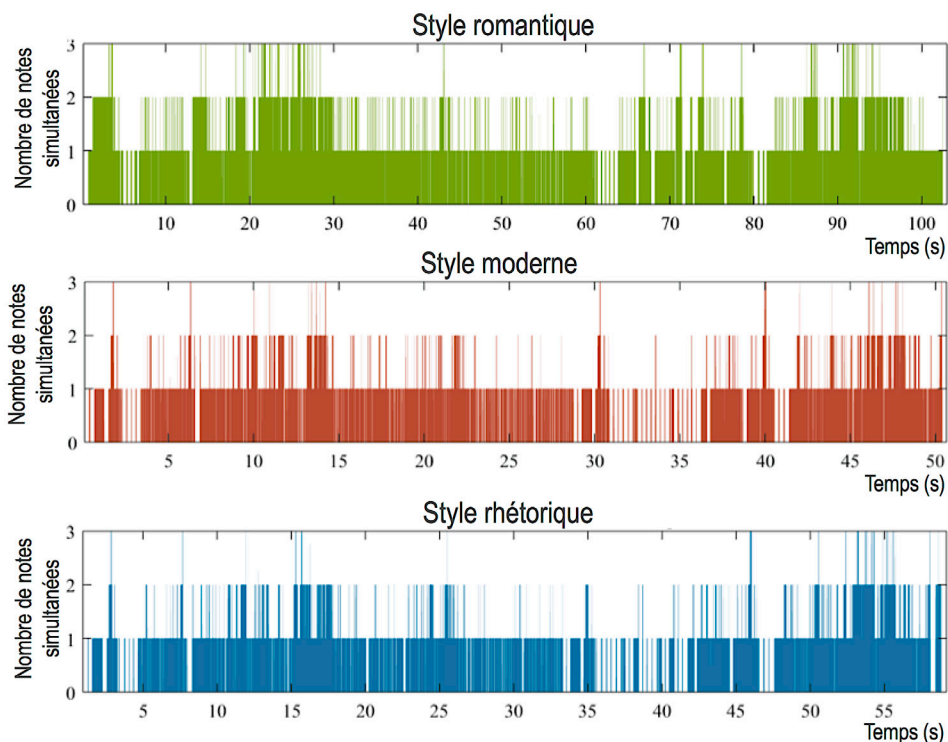 Style romantique
Nombre de notes
simultanées
3
2
1
0
10 20 30 40 50 60 70 80 90 100
Temps (s)
Style moderne
Nombre de notes
simultanées
3
2
1
0
5 10 15 20 25 30 35 40 45 50
Temps (s)
Style rhétorique
Nombre de notes
simultanées
3
2
1
0
5 10 15 20 25 30 35 40 45 50 55
Temps (s)